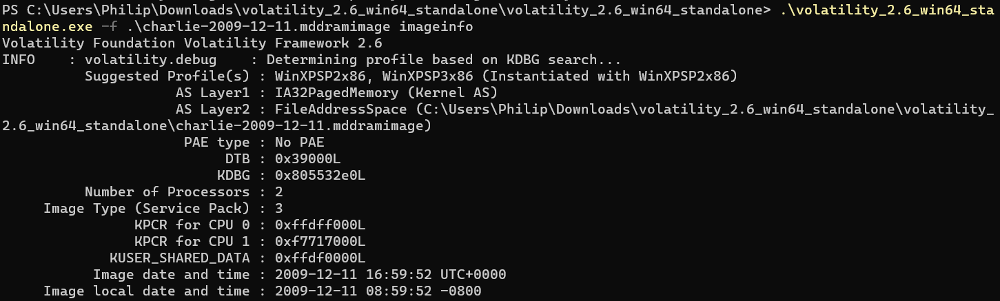 PS C:\Users\Philip\Downloads\volatility_2.6_win64_standalone\volatility_2.6_win64_standalone> .\volatility_2.6_win64_sta
ndalone.exe -f .\charlie-2009-12-11.mddramimage imageinfo
Volatility Foundation Volatility Framework 2.6
INFO    : volatility.debug    : Determining profile based on KDBG search...
          Suggested Profile(s) : WinXPSP2x86, WinXPSP3x86 (Instantiated with WinXPSP2x86)
                     AS Layer1 : IA32PagedMemory (Kernel AS)
                     AS Layer2 : FileAddressSpace (C:\Users\Philip\Downloads\volatility_2.6_win64_standalone\volatility_
2.6_win64_standalone\charlie-2009-12-11.mddramimage)
                      PAE type : No PAE
                           DTB : 0x39000L
                          KDBG : 0x805532e0L
          Number of Processors : 2
     Image Type (Service Pack) : 3
                KPCR for CPU 0 : 0xffdff000L
                KPCR for CPU 1 : 0xf7717000L
             KUSER_SHARED_DATA : 0xffdf0000L
           Image date and time : 2009-12-11 16:59:52 UTC+0000
     Image local date and time : 2009-12-11 08:59:52 -0800